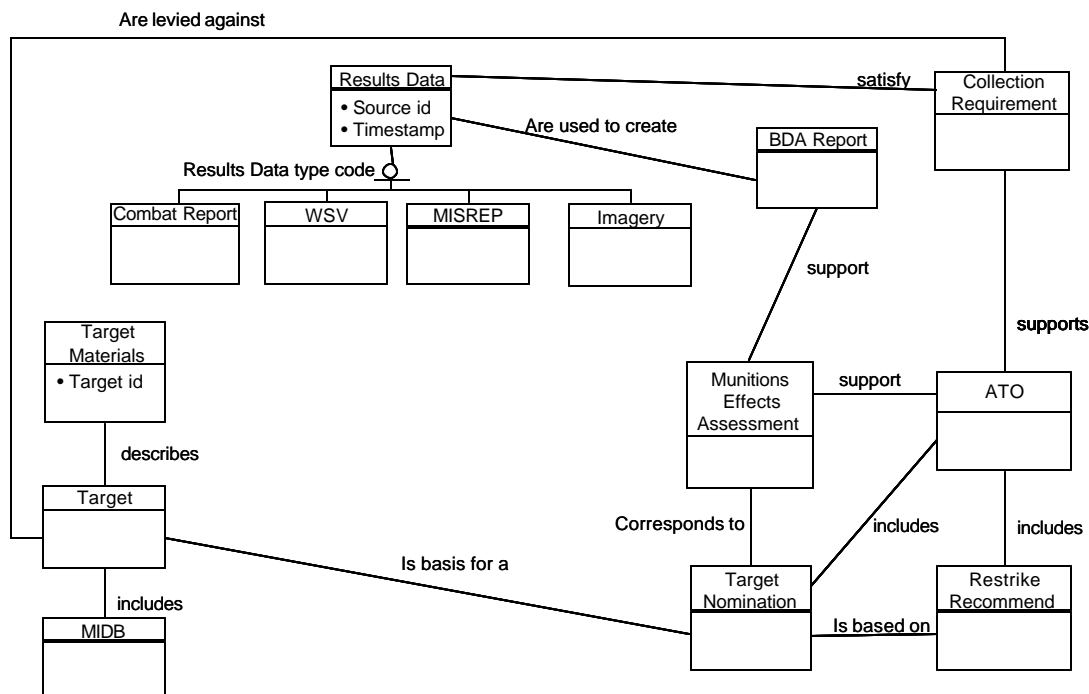 Are levied against
Results Data
• Source id
• Timestamp
satisfy
Collection
Requirement
Are used to create
BDA Report
Results Data type code
Combat Report
WSV
MISREP
Imagery
support
Target
Materials
• Target id
supports
Munitions
Effects
Assessment
support
ATO
describes
Target
Corresponds to
includes
includes
Is basis for a
includes
Target
Nomination
Is based on
Restrike
Recommend
MIDB